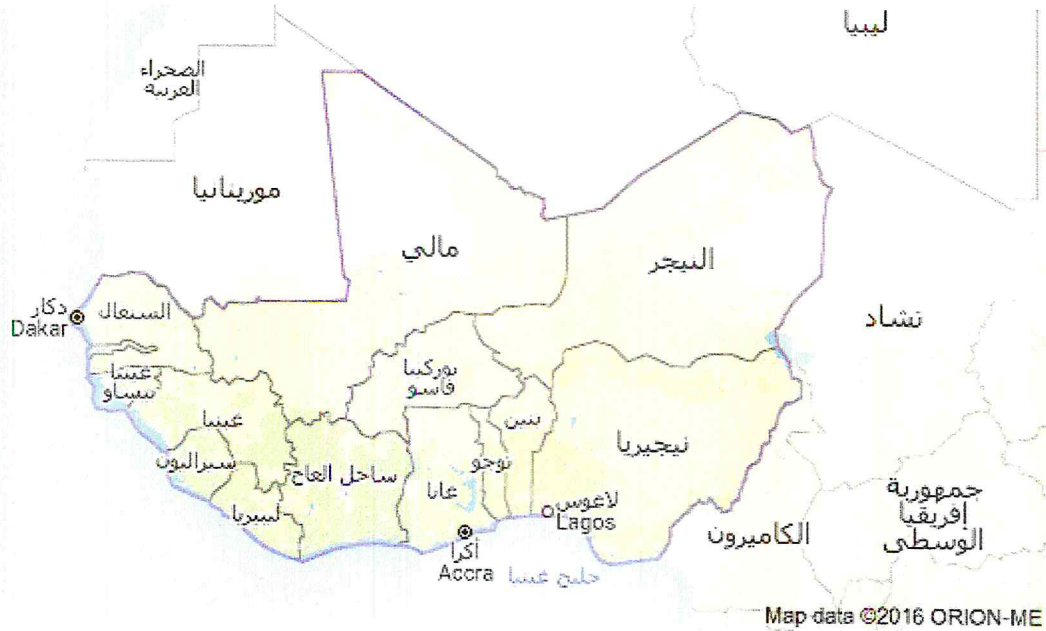 ليبيا
الصحراء
الغربية
موريتانيا
مالي
النيجر
تشاد
دكار
Dakar
السنغال
غينيا
بيساو
بوركينا
فاسو
بنين
غينيا
سيراليون
ليبيريا
ساحل العاج
غانا
توجو
نيجيريا
لاغوس
Lagos
أكرا
Accra
خليج غينيا
الكاميرون
جمهورية
إفريقيا
الوسطى
Map data ©2016 ORION-ME